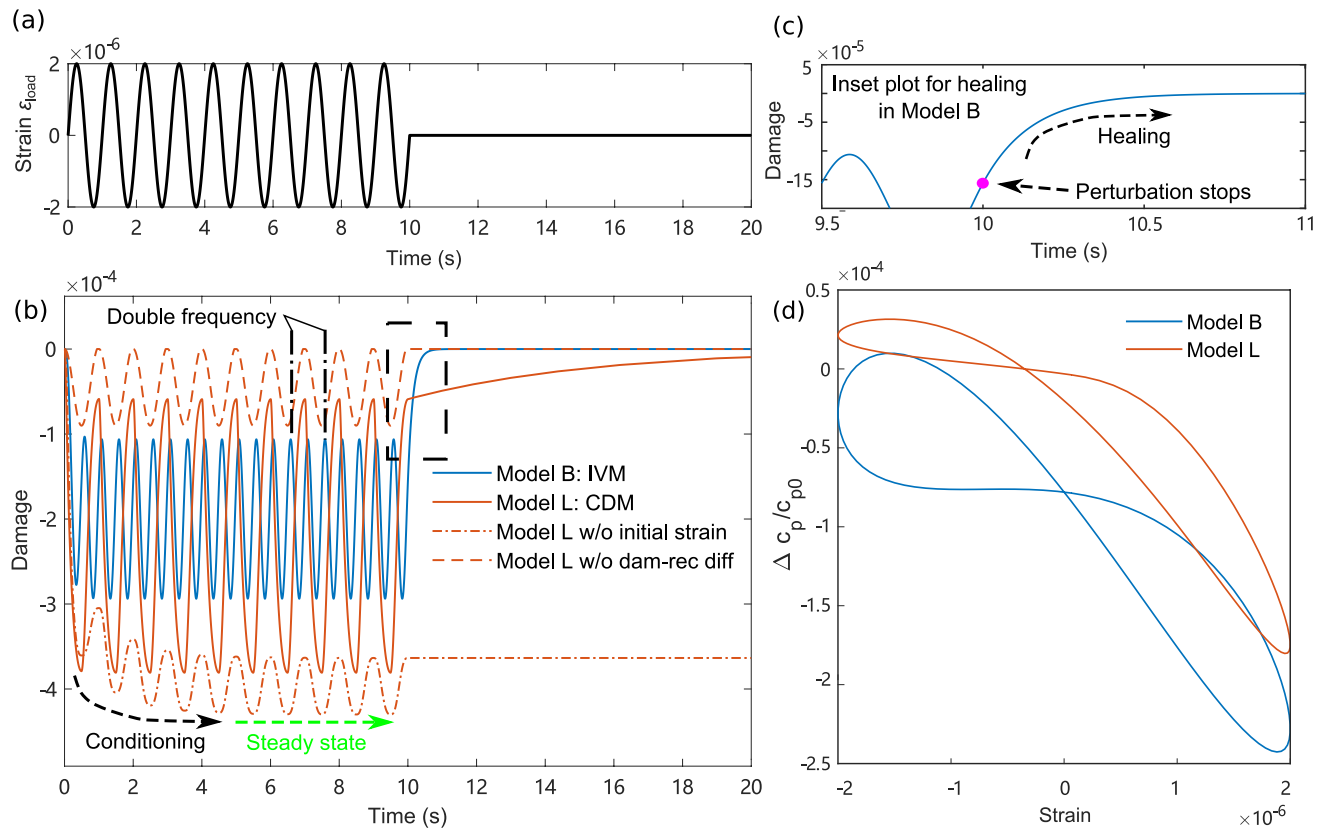 (a)
×10⁻⁶
Strain ε_load
2
0
-2
0 2 4 6 8 10 12 14 16 18 20
Time (s)
(b)
×10⁻⁴
Damage
0
-1
-2
-3
-4
Double frequency
Model B: IVM
Model L: CDM
Model L w/o initial strain
Model L w/o dam-rec diff
Conditioning
Steady state
0 2 4 6 8 10 12 14 16 18 20
Time (s)
(c)
×10⁻⁵
Damage
5
-5
-15
Inset plot for healing
in Model B
Healing
Perturbation stops
9.5 10 10.5 11
Time (s)
(d)
×10⁻⁴
Δ c_p/c_p0
0.5
0
-0.5
-1
-1.5
-2
-2.5
Model B
Model L
-2 -1 0 1 2
Strain
×10⁻⁶